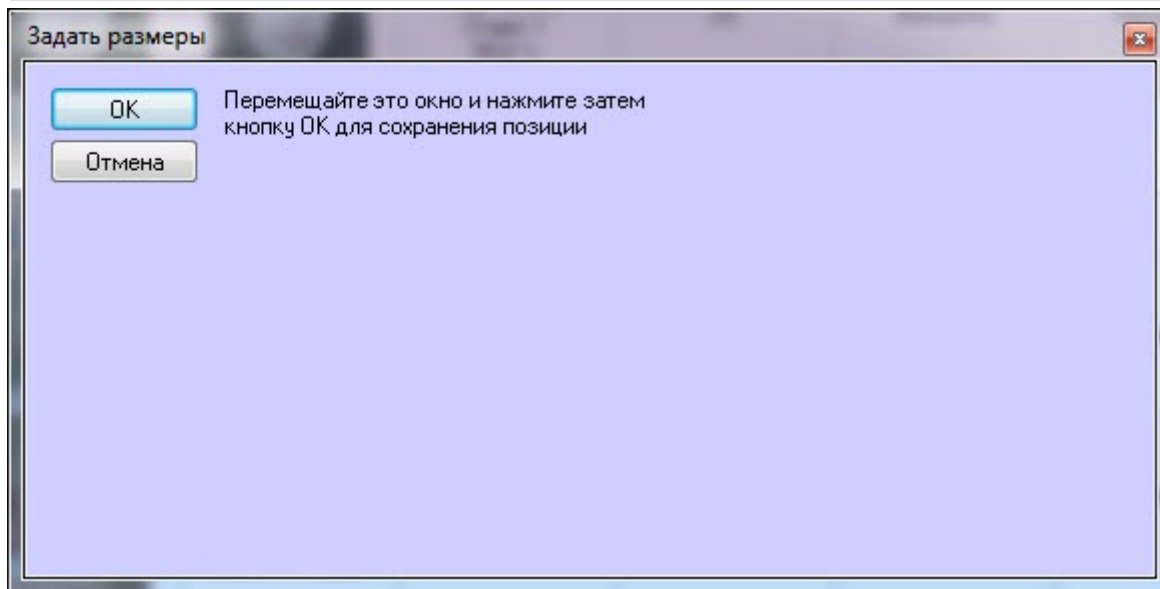 Задать размеры
OK
Перемещайте это окно и нажмите затем
кнопку OK для сохранения позиции
Отмена